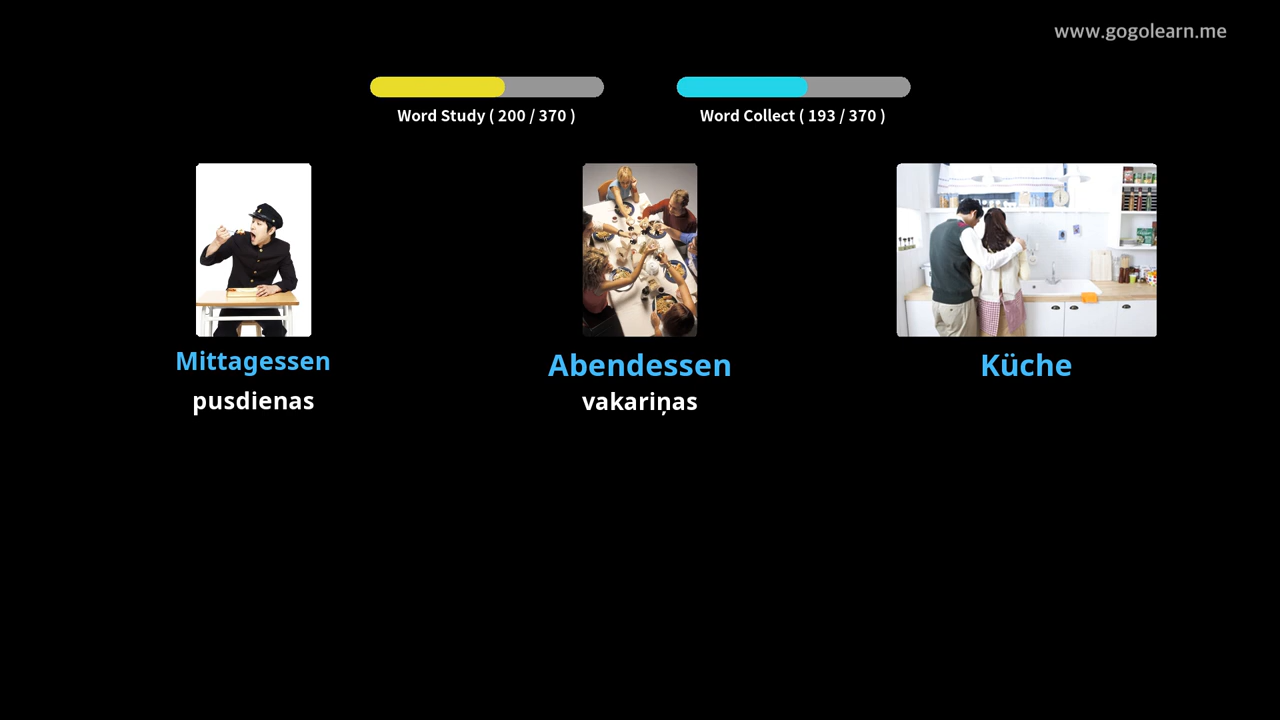 www.gogolearn.me
Word Study ( 200 / 370 )
Word Collect ( 193 / 370 )
Mittagessen
pusdienas
Abendessen
vakariņas
Küche